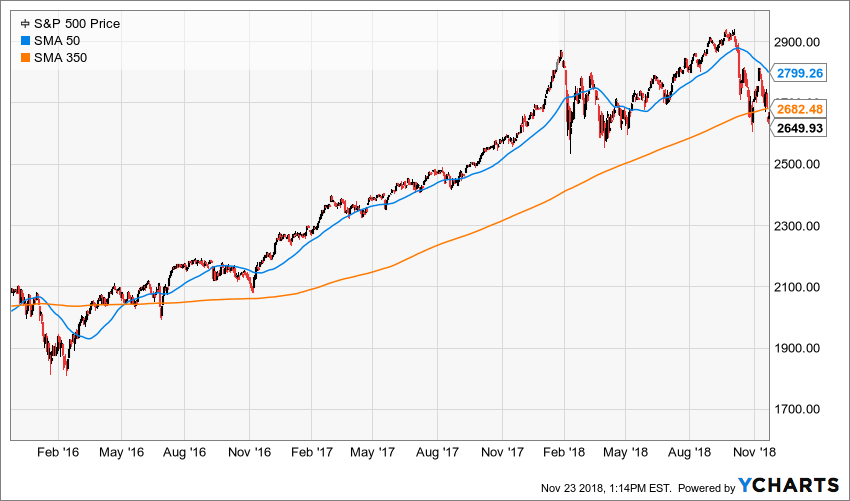 S&P 500 Price
SMA 50
SMA 350
2900.00
2799.26
2682.48
2649.93
2500.00
2300.00
2100.00
1900.00
1700.00
Feb '16 May '16 Aug '16 Nov '16 Feb '17 May '17 Aug '17 Nov '17 Feb '18 May '18 Aug '18 Nov '18
Nov 23 2018, 1:14PM EST. Powered by YCHARTS